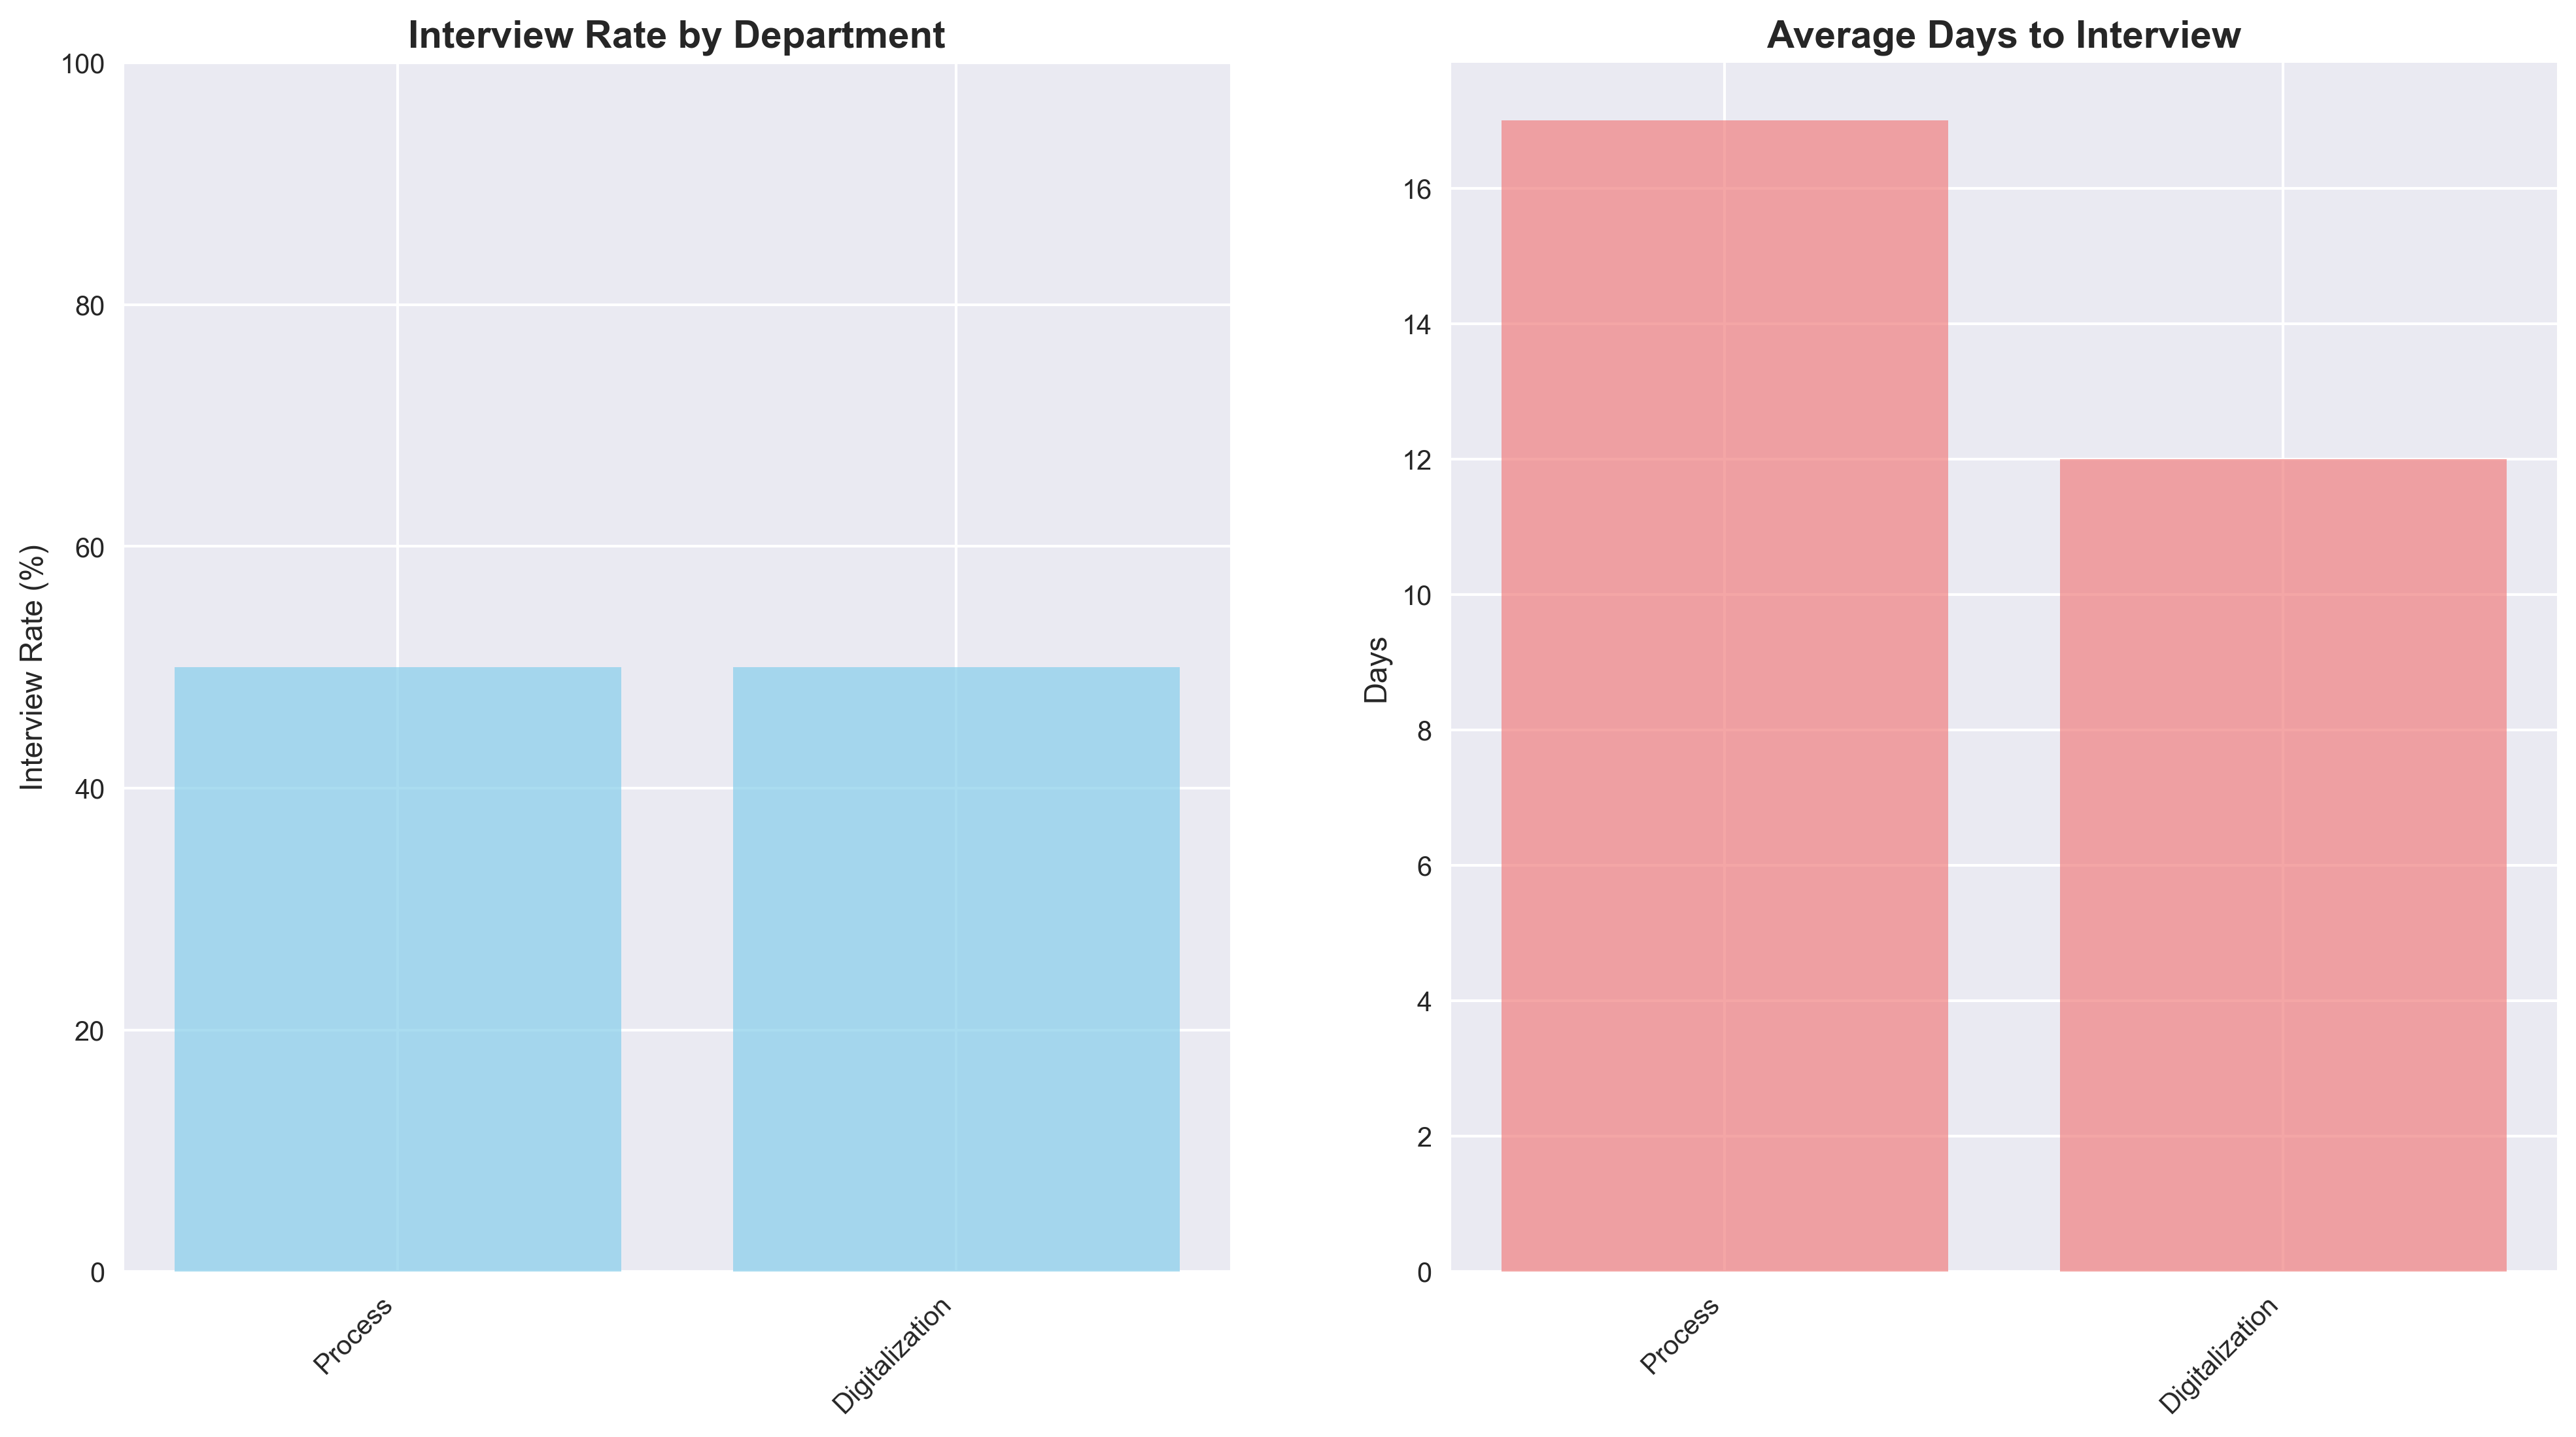 Interview Rate by Department
Interview Rate (%)
100
80
60
40
20
0
Process
Digitalization
Average Days to Interview
Days
16
14
12
10
8
6
4
2
0
Process
Digitalization